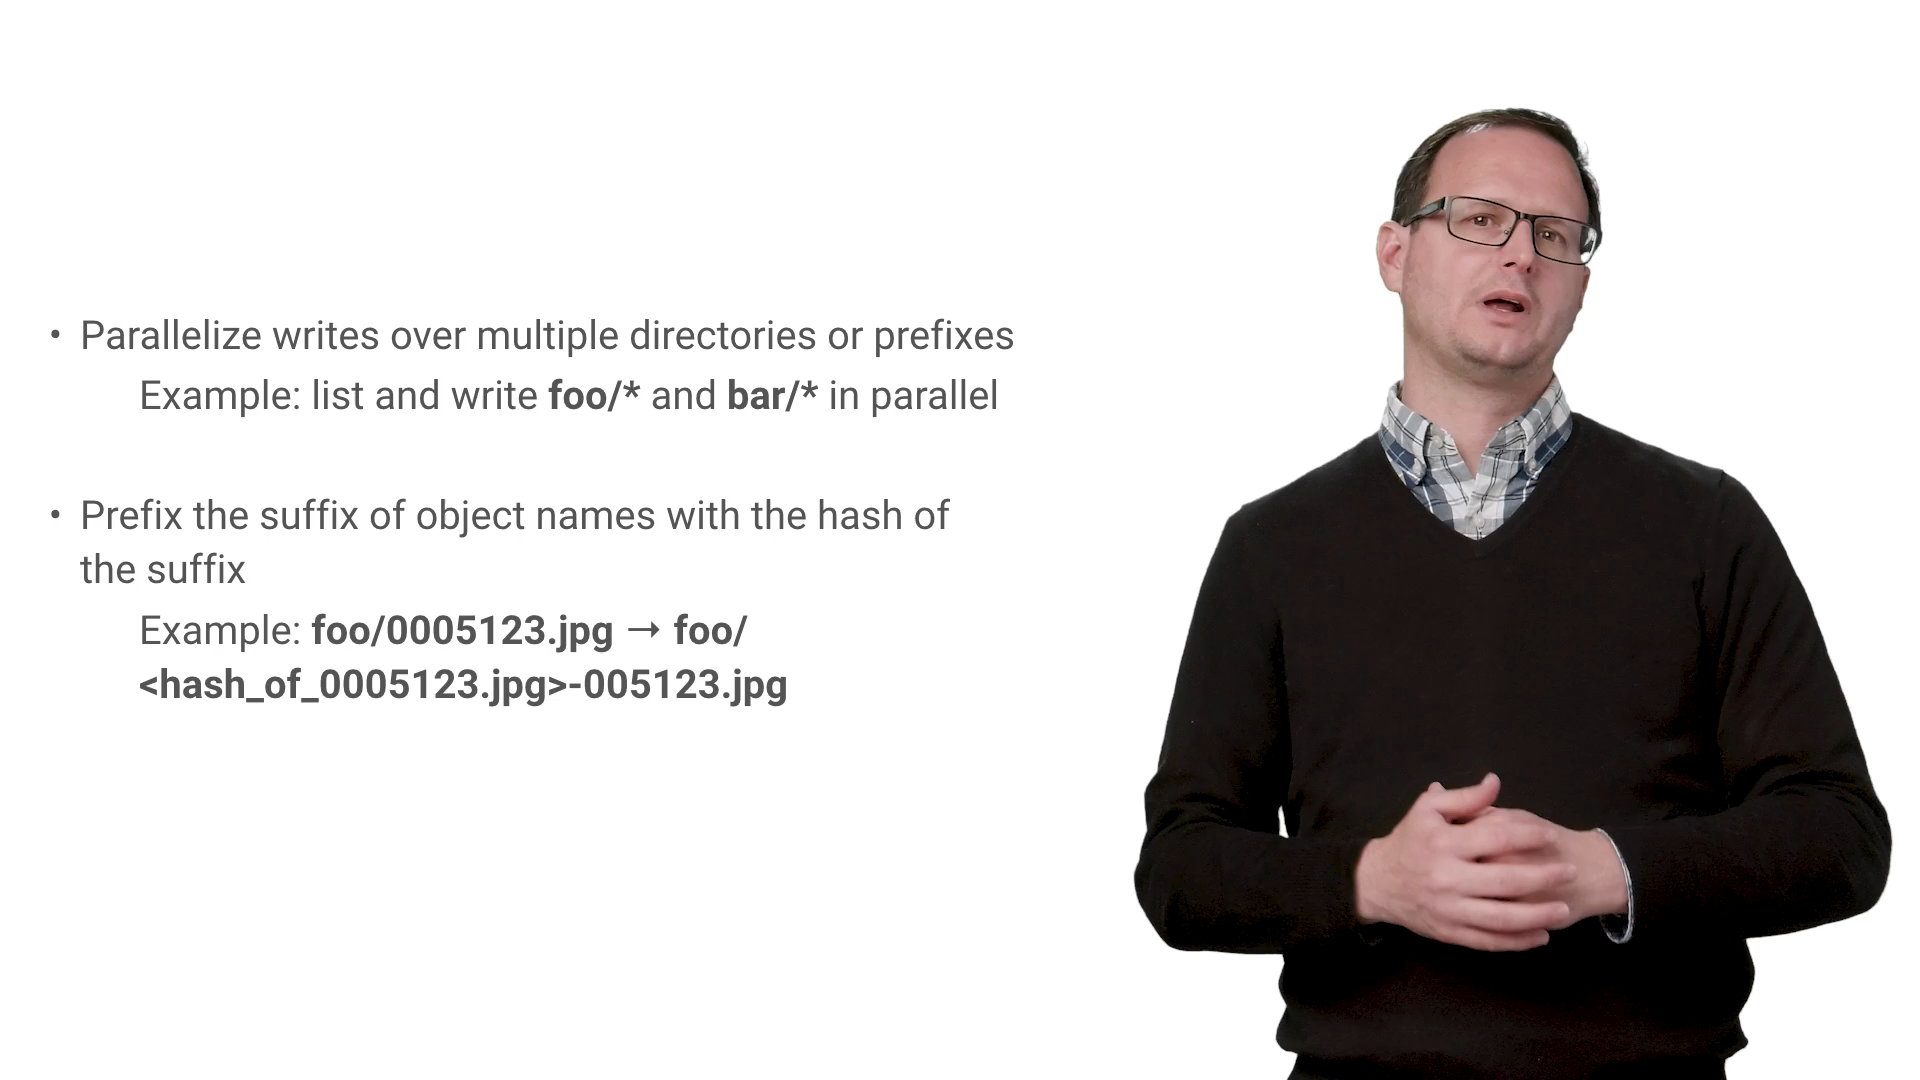 • Parallelize writes over multiple directories or prefixes
Example: list and write foo/* and bar/* in parallel
• Prefix the suffix of object names with the hash of
the suffix
Example: foo/0005123.jpg → foo/
<hash_of_0005123.jpg>-005123.jpg